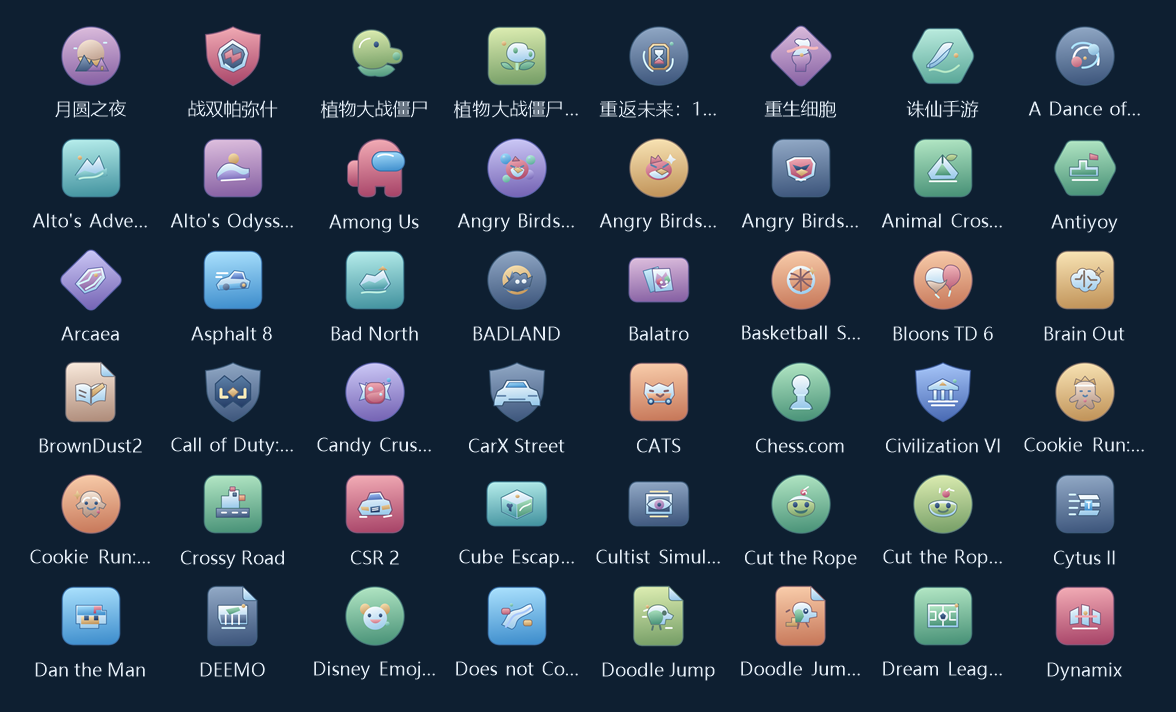 月圆之夜
战双帕弥什
植物大战僵尸
植物大战僵尸...
重返未来：1...
重生细胞
诛仙手游
A Dance of...
Alto's Adve...
Alto's Odyss...
Among Us
Angry Birds...
Angry Birds...
Angry Birds...
Animal Cros...
Antiyoy
Arcaea
Asphalt 8
Bad North
BADLAND
Balatro
Basketball S...
Bloons TD 6
Brain Out
BrownDust2
Call of Duty:...
Candy Crus...
CarX Street
CATS
Chess.com
Civilization VI
Cookie Run:...
Cookie Run:...
Crossy Road
CSR 2
Cube Escap...
Cultist Simul...
Cut the Rope
Cut the Rop...
Cytus II
Dan the Man
DEEMO
Disney Emoj...
Does not Co...
Doodle Jump
Doodle Jum...
Dream Leag...
Dynamix